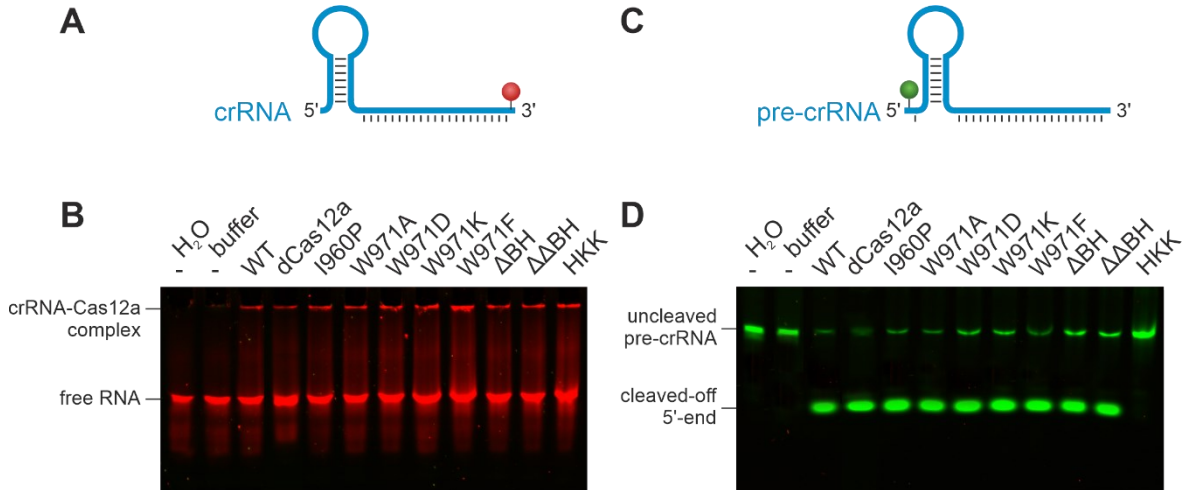 A
crRNA 5' 3'
B
H₂O buffer WT dCas12a I960P W971A W971D W971K W971F ΔBH ΔΔBH HKK
- -
crRNA-Cas12a
complex
free RNA
C
pre-crRNA 5' 3'
D
H₂O buffer WT dCas12a I960P W971A W971D W971K W971F ΔBH ΔΔBH HKK
- -
uncleaved
pre-crRNA
cleaved-off
5'-end